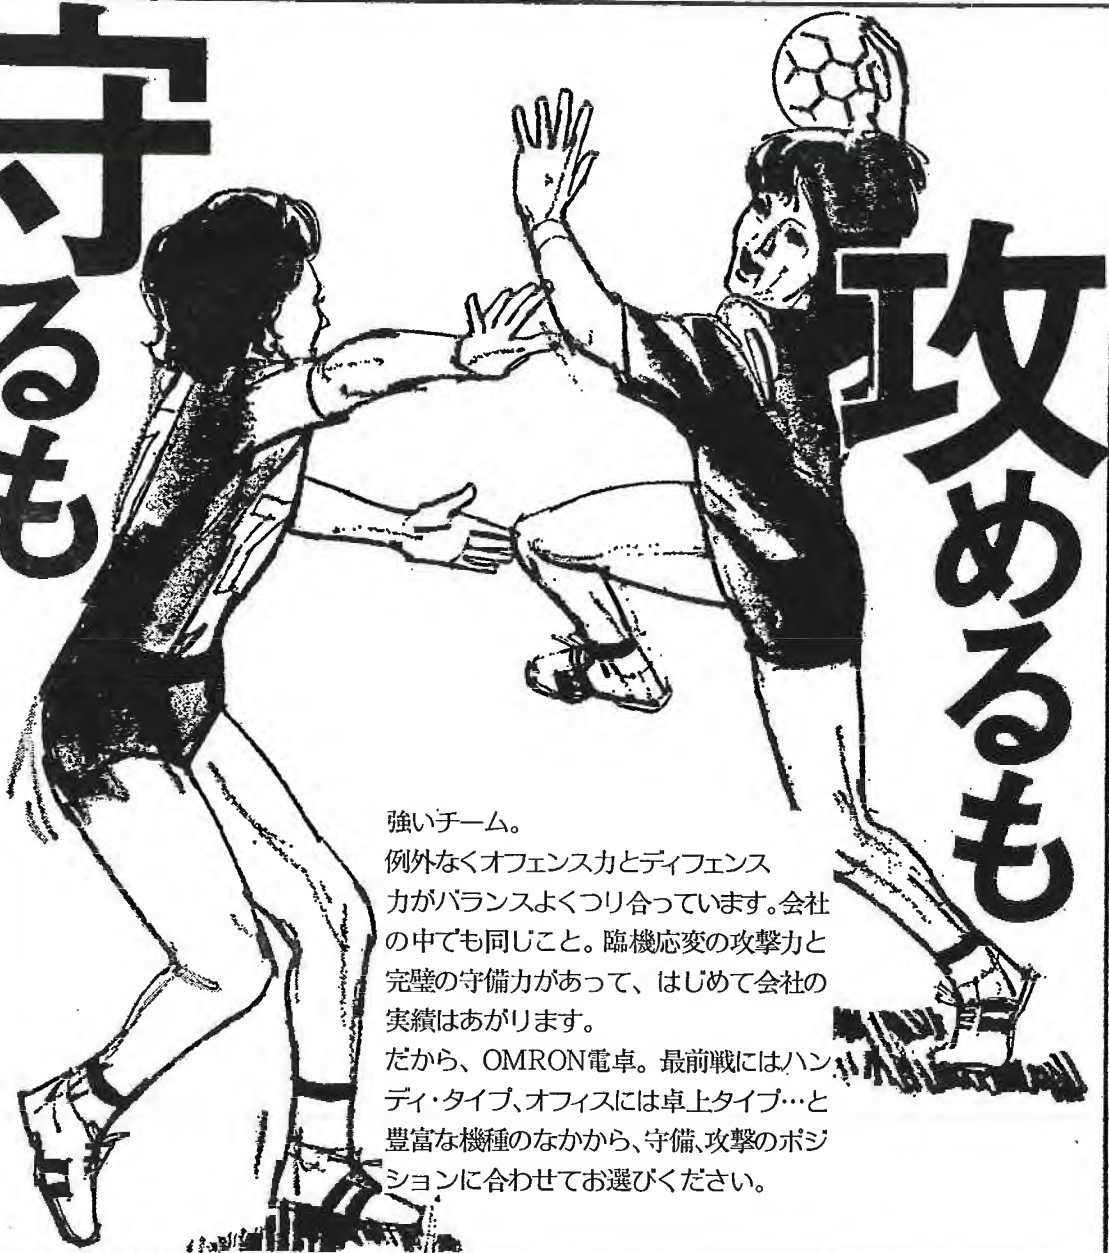 攻めるも
守るも
強いチーム。
例外なくオフェンス力とディフェンス
力がバランスよくつり合っています。会社
の中でも同じこと。臨機応変の攻撃力と
完璧の守備力があって、はじめて会社の
実績はあがります。
だから、OMRON電卓。最前戦にはハン
ディ・タイプ、オフィスには卓上タイプ…と
豊富な機種のなかから、守備、攻撃のポジ
ションに合わせてお選びください。